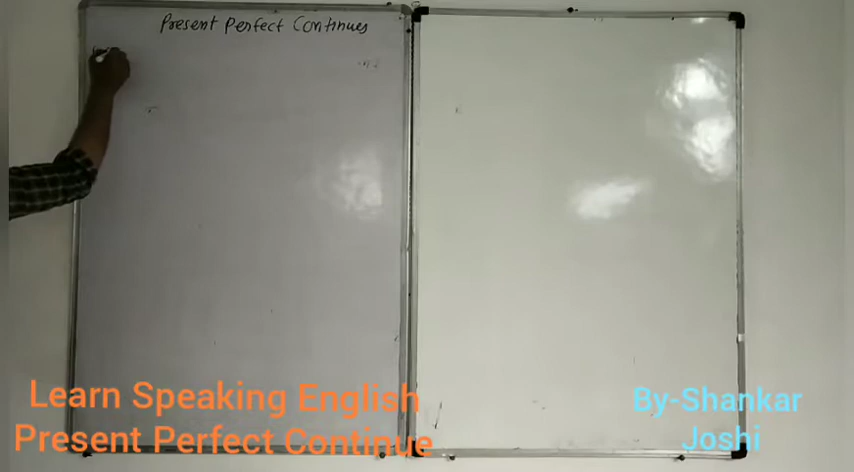 Present Perfect Continues
Learn Speaking English
Present Perfect Continue
By-Shankar
Joshi